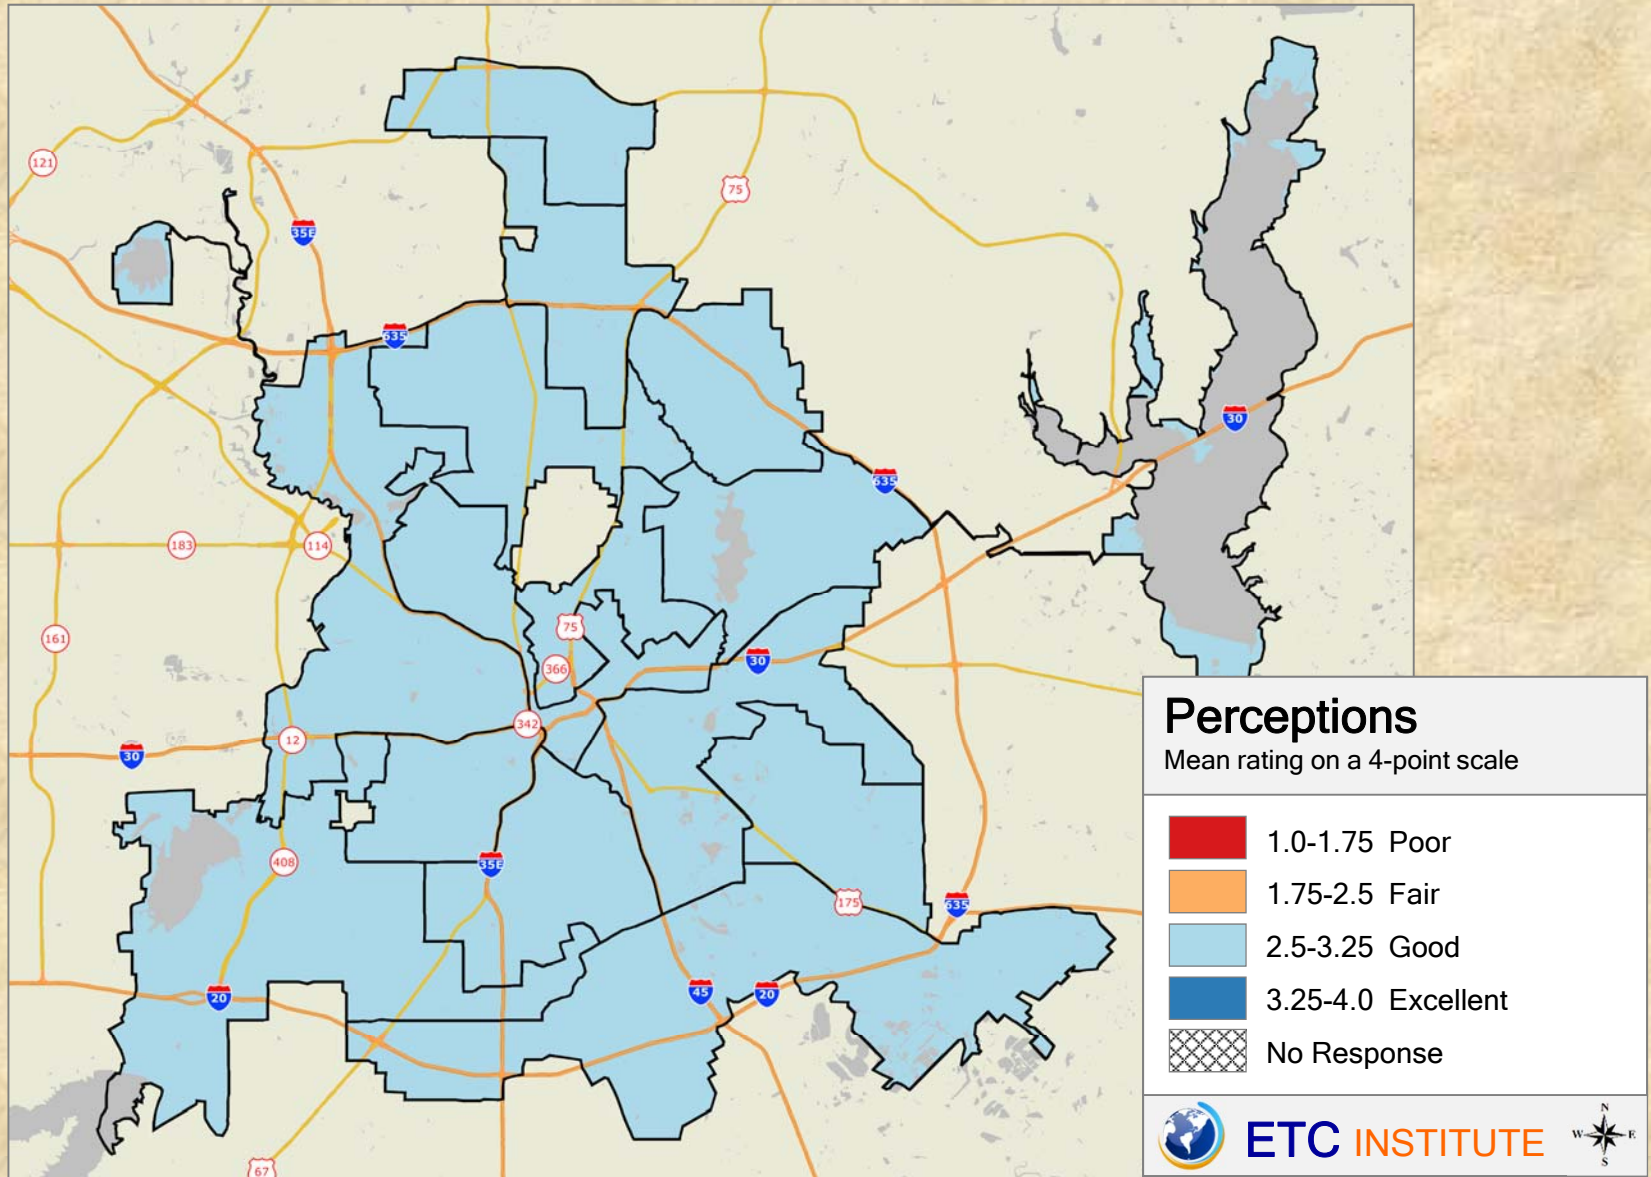 121
75
35E
635
30
635
183
114
161
75
366
30
342
12
30
408
35E
175
635
20
45
20
67
Perceptions
Mean rating on a 4-point scale
1.0-1.75 Poor
1.75-2.5 Fair
2.5-3.25 Good
3.25-4.0 Excellent
No Response
ETC INSTITUTE
N
W E
S